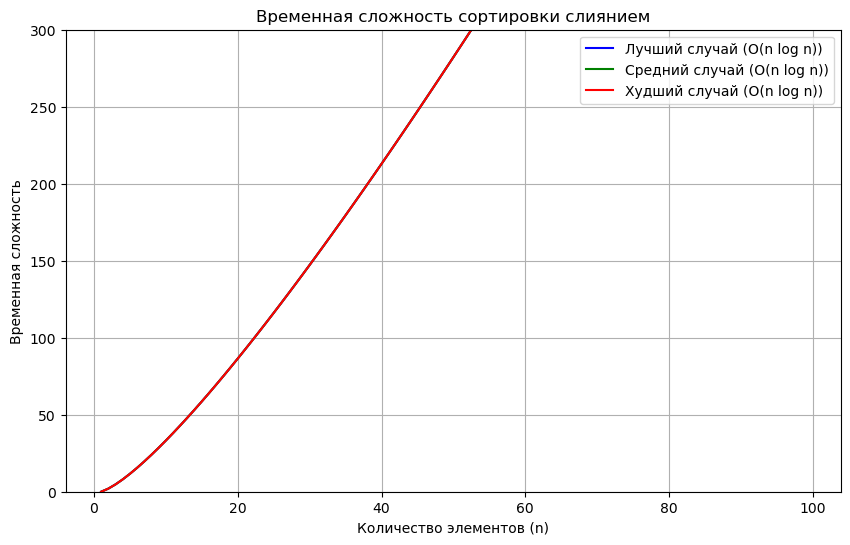 Временная сложность сортировки слиянием
Лучший случай (O(n log n))
Средний случай (O(n log n))
Худший случай (O(n log n))
Временная сложность
300
250
200
150
100
50
0
0 20 40 60 80 100
Количество элементов (n)